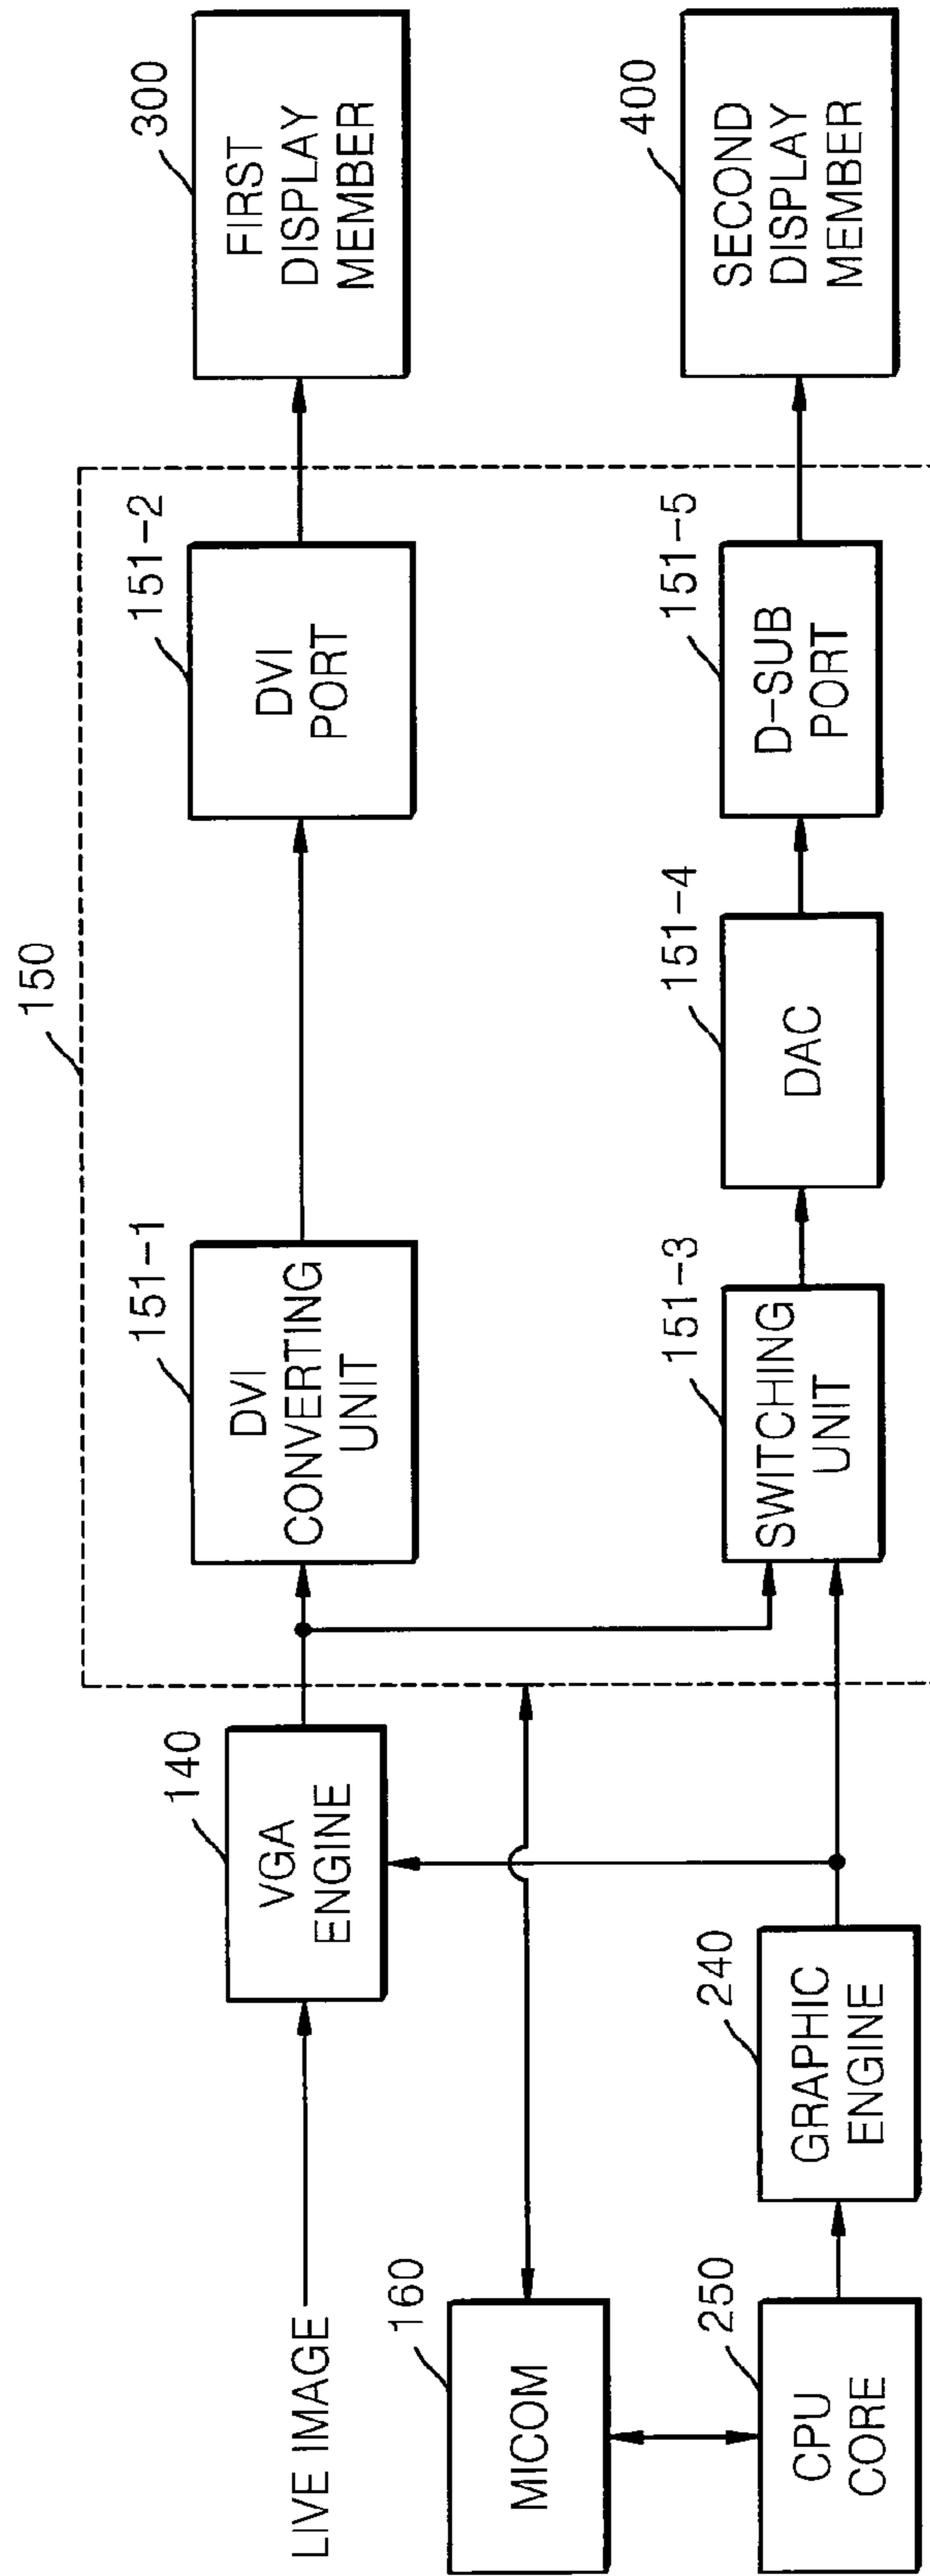 150
LIVE IMAGE
140
VGA
ENGINE
151-1
DVI
CONVERTING
UNIT
151-2
DVI
PORT
300
FIRST
DISPLAY
MEMBER
160
MICOM
250
CPU
CORE
240
GRAPHIC
ENGINE
151-3
SWITCHING
UNIT
151-4
DAC
151-5
D-SUB
PORT
400
SECOND
DISPLAY
MEMBER